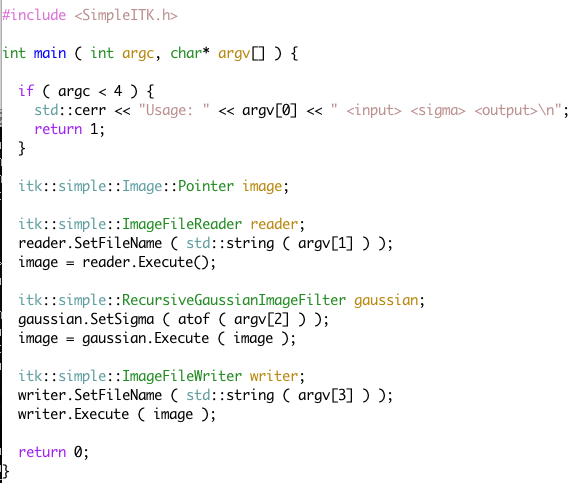 #include <SimpleITK.h>
int main ( int argc, char* argv[] ) {
if ( argc < 4 ) {
std::cerr << "Usage: " << argv[0] << " <input> <sigma> <output>\n";
return 1;
}
itk::simple::Image::Pointer image;
itk::simple::ImageFileReader reader;
reader.SetFileName ( std::string ( argv[1] ) );
image = reader.Execute();
itk::simple::RecursiveGaussianImageFilter gaussian;
gaussian.SetSigma ( atof ( argv[2] ) );
image = gaussian.Execute ( image );
itk::simple::ImageFileWriter writer;
writer.SetFileName ( std::string ( argv[3] ) );
writer.Execute ( image );
return 0;
}